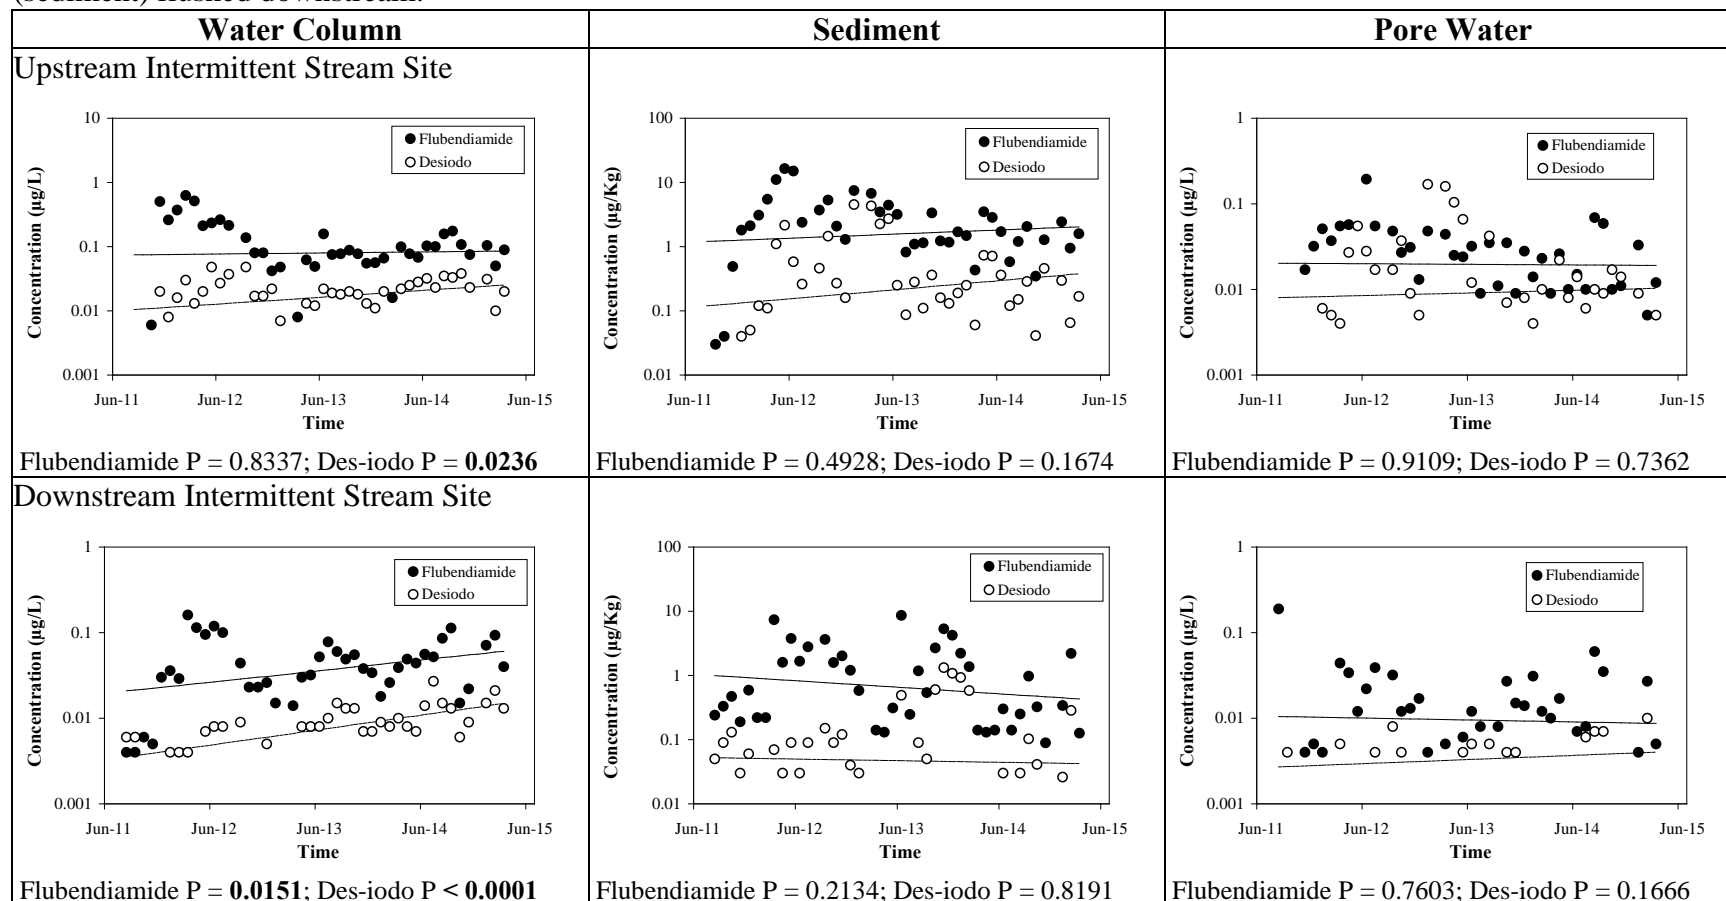 (sediment) flushed downstream.
Water Column
Sediment
Pore Water
Upstream Intermittent Stream Site
Concentration (µg/L)
10
1
0.1
0.01
0.001
Flubendiamide
Desiodo
Jun-11 Jun-12 Jun-13 Jun-14 Jun-15
Time
Flubendiamide P = 0.8337; Des-iodo P = 0.0236
Concentration (µg/Kg)
100
10
1
0.1
0.01
Flubendiamide
Desiodo
Jun-11 Jun-12 Jun-13 Jun-14 Jun-15
Time
Flubendiamide P = 0.4928; Des-iodo P = 0.1674
Concentration (µg/L)
1
0.1
0.01
0.001
Flubendiamide
Desiodo
Jun-11 Jun-12 Jun-13 Jun-14 Jun-15
Time
Flubendiamide P = 0.9109; Des-iodo P = 0.7362
Downstream Intermittent Stream Site
Concentration (µg/L)
1
0.1
0.01
0.001
Flubendiamide
Desiodo
Jun-11 Jun-12 Jun-13 Jun-14 Jun-15
Time
Flubendiamide P = 0.0151; Des-iodo P < 0.0001
Concentration (µg/Kg)
100
10
1
0.1
0.01
Flubendiamide
Desiodo
Jun-11 Jun-12 Jun-13 Jun-14 Jun-15
Time
Flubendiamide P = 0.2134; Des-iodo P = 0.8191
Concentration (µg/L)
1
0.1
0.01
0.001
Flubendiamide
Desiodo
Jun-11 Jun-12 Jun-13 Jun-14 Jun-15
Time
Flubendiamide P = 0.7603; Des-iodo P = 0.1666